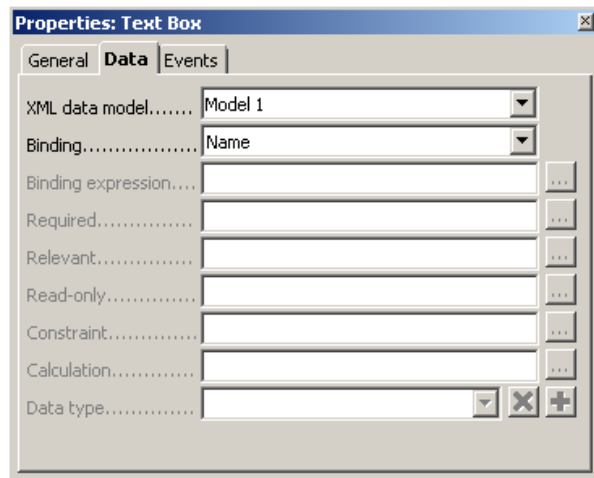 Properties: Text Box
General Data Events
XML data model....... Model 1
Binding.................. Name
Binding expression....
Required...............
Relevant...............
Read-only..............
Constraint..............
Calculation.............
Data type..............